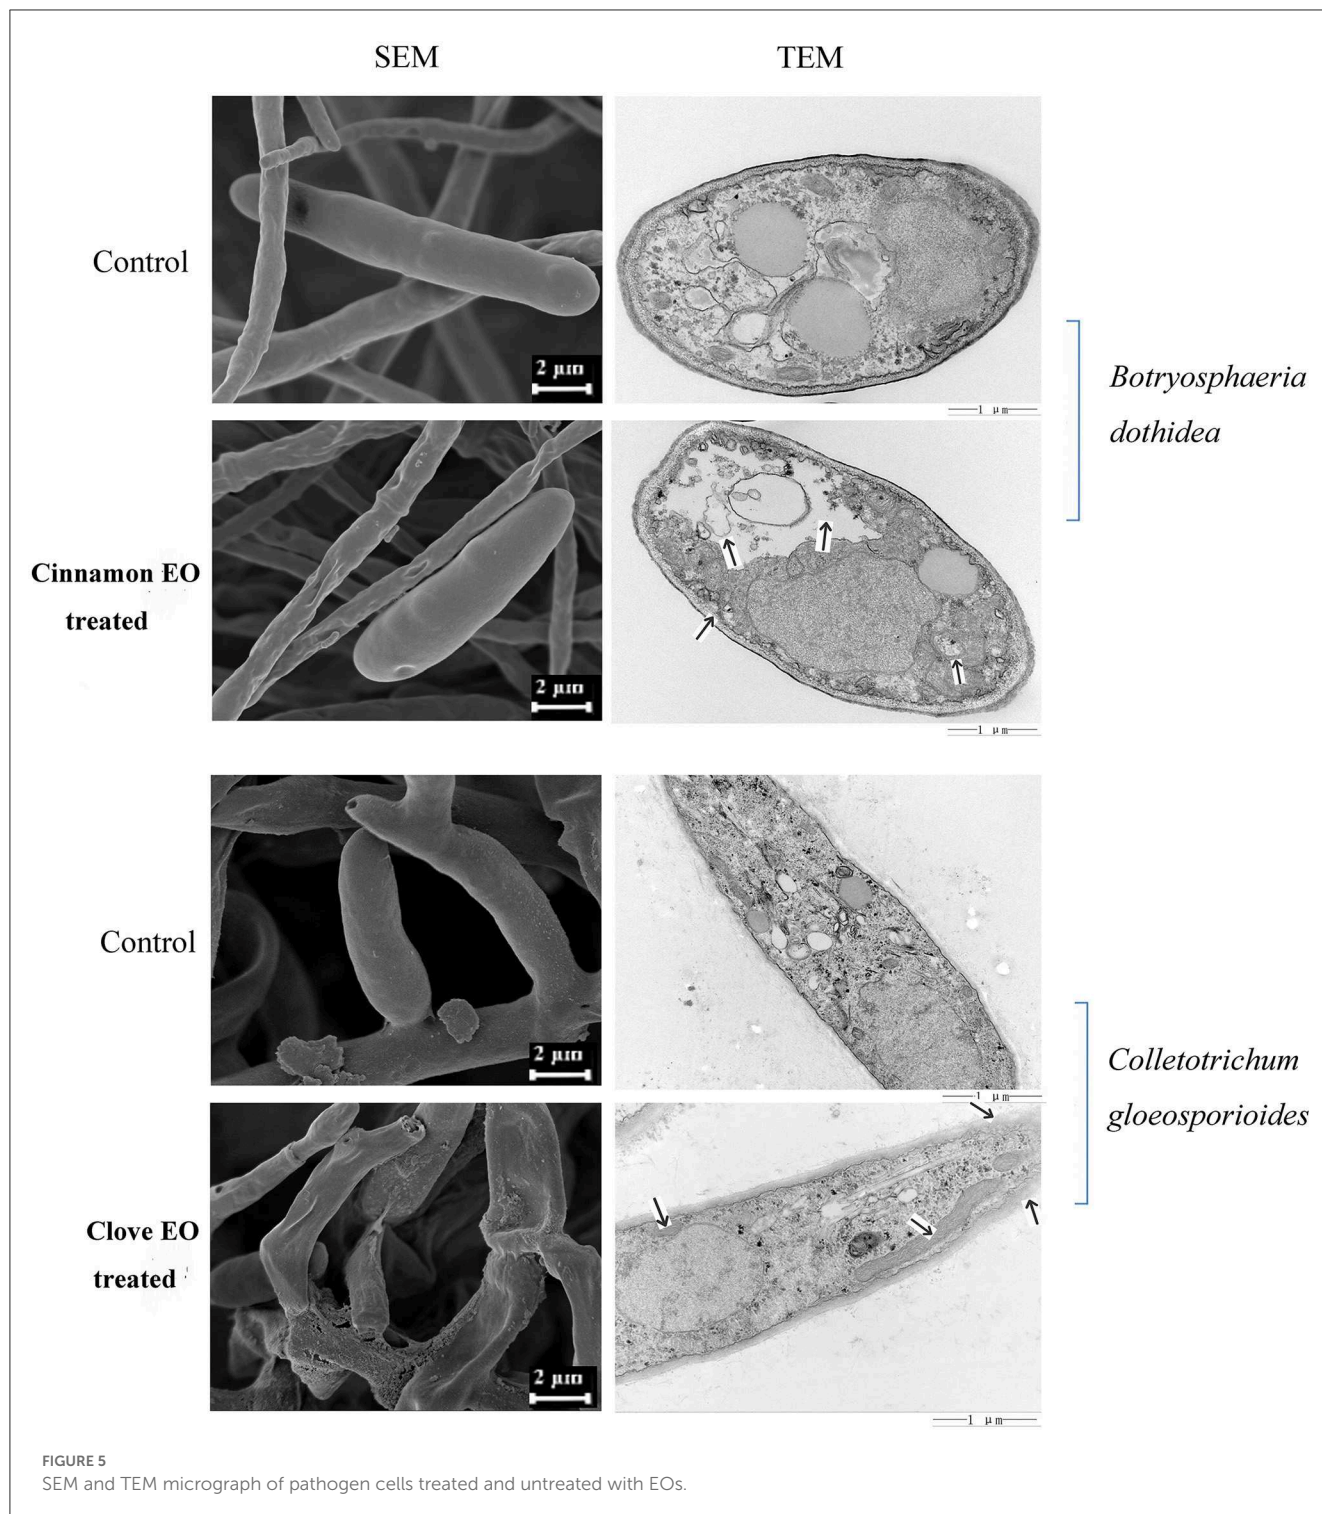 SEM TEM
Control
2 µm
1 µm
Botryosphaeria
dothidea
Cinnamon EO
treated
2 µm
1 µm
Control
2 µm
1 µm
Colletotrichum
gloeosporioides
Clove EO
treated
2 µm
1 µm
FIGURE 5
SEM and TEM micrograph of pathogen cells treated and untreated with EOs.